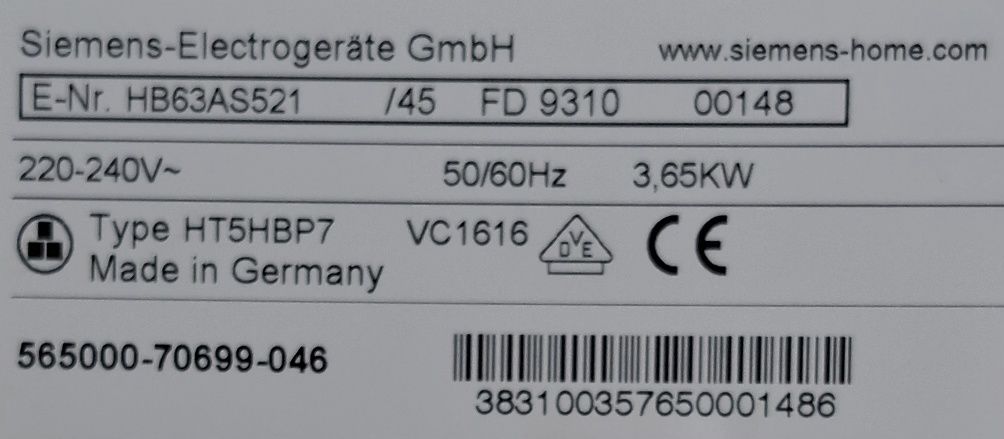 Siemens-Electrogeräte GmbH www.siemens-home.com
E-Nr. HB63AS521 /45 FD 9310 00148
220-240V~ 50/60Hz 3,65KW
Type HT5HBP7 VC1616 DVE CE
Made in Germany
565000-70699-046
383100357650001486